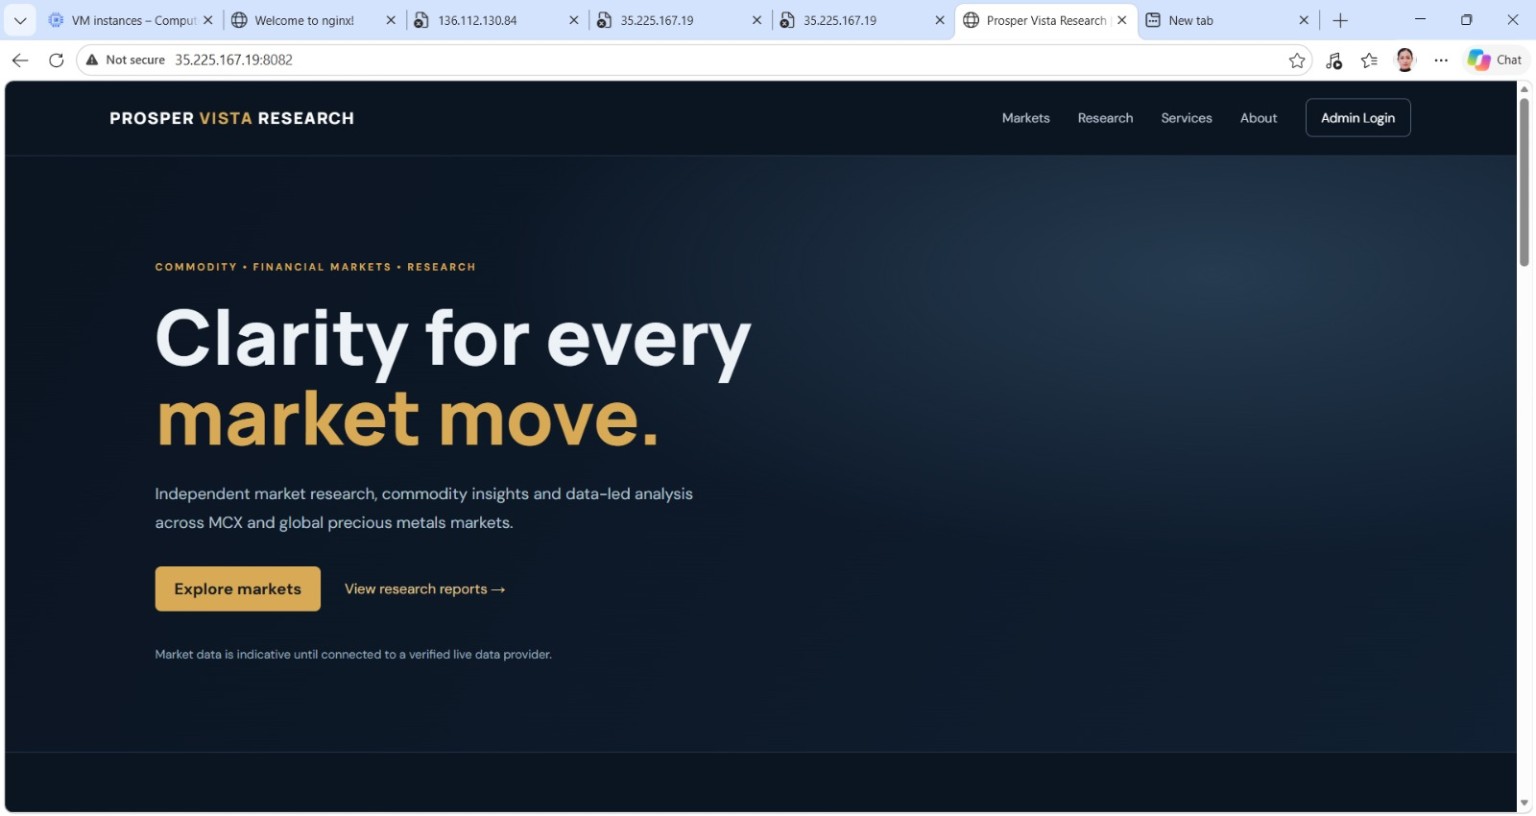 VM instances – Comput
Welcome to nginx!
136.112.130.84
35.225.167.19
35.225.167.19
Prosper Vista Research
New tab
Not secure
35.225.167.19:8082
Chat
PROSPER VISTA RESEARCH
Markets
Research
Services
About
Admin Login
COMMODITY • FINANCIAL MARKETS • RESEARCH
Clarity for every
market move.
Independent market research, commodity insights and data-led analysis
across MCX and global precious metals markets.
Explore markets
View research reports →
Market data is indicative until connected to a verified live data provider.